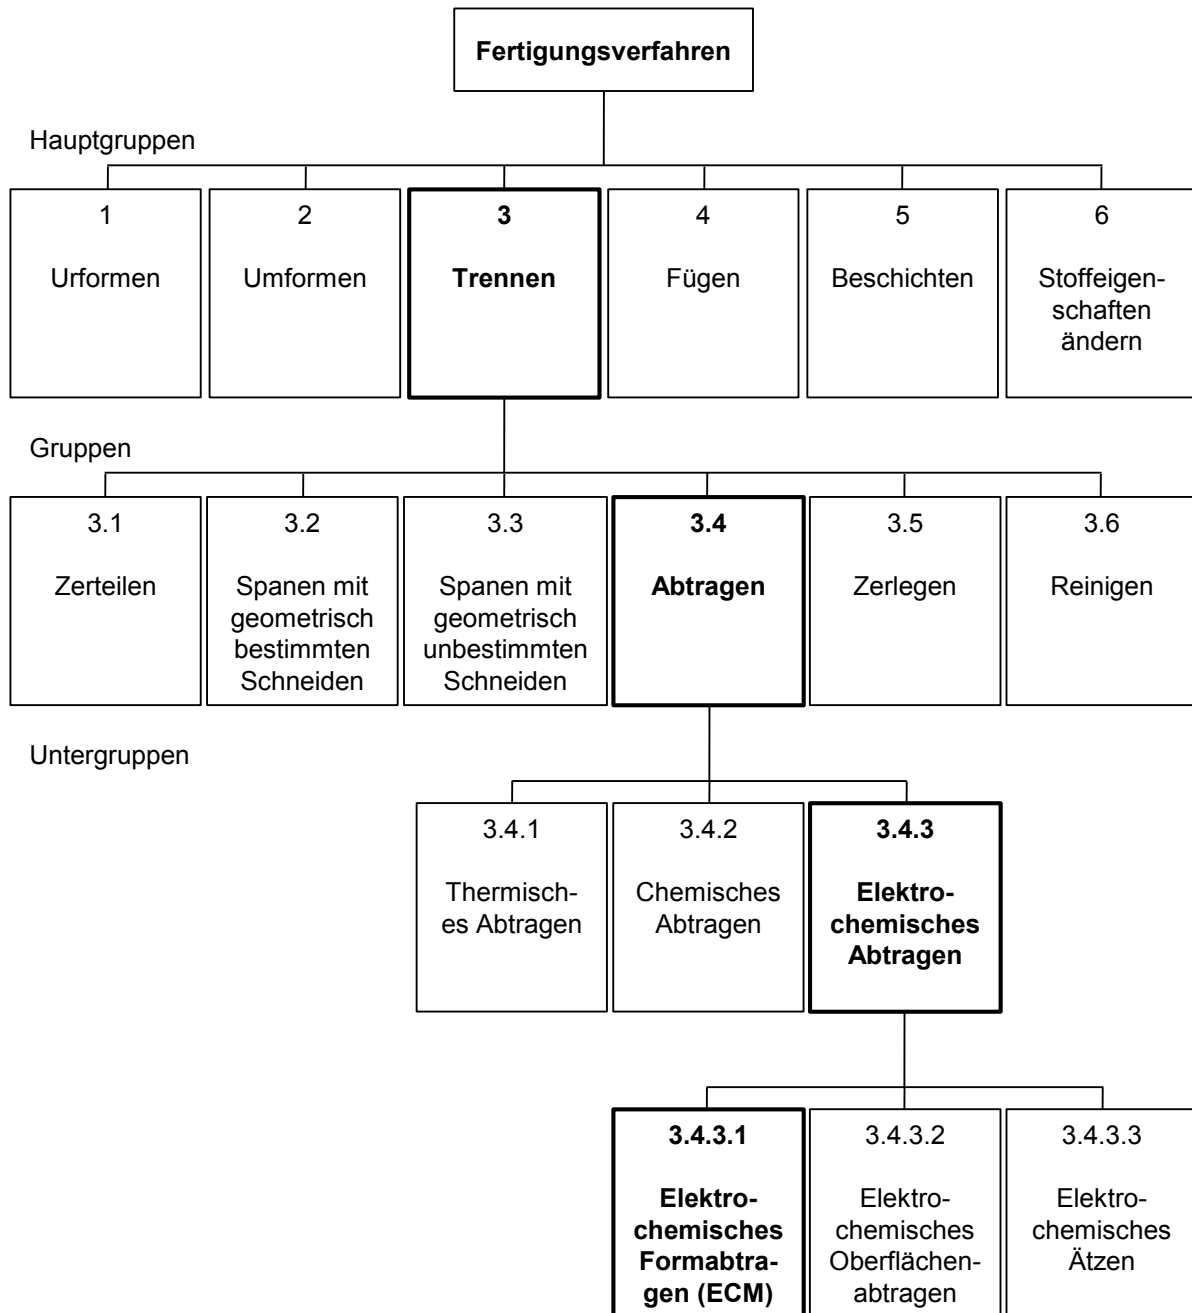 Fertigungsverfahren
Hauptgruppen
1
Urformen
2
Umformen
3
Trennen
4
Fügen
5
Beschichten
6
Stoffeigen-
schaften
ändern
Gruppen
3.1
Zerteilen
3.2
Spanen mit
geometrisch
bestimmten
Schneiden
3.3
Spanen mit
geometrisch
unbestimmten
Schneiden
3.4
Abtragen
3.5
Zerlegen
3.6
Reinigen
Untergruppen
3.4.1
Thermisch-
es Abtragen
3.4.2
Chemisches
Abtragen
3.4.3
Elektro-
chemisches
Abtragen
3.4.3.1
Elektro-
chemisches
Formabtra-
gen (ECM)
3.4.3.2
Elektro-
chemisches
Oberflächen-
abtragen
3.4.3.3
Elektro-
chemisches
Ätzen